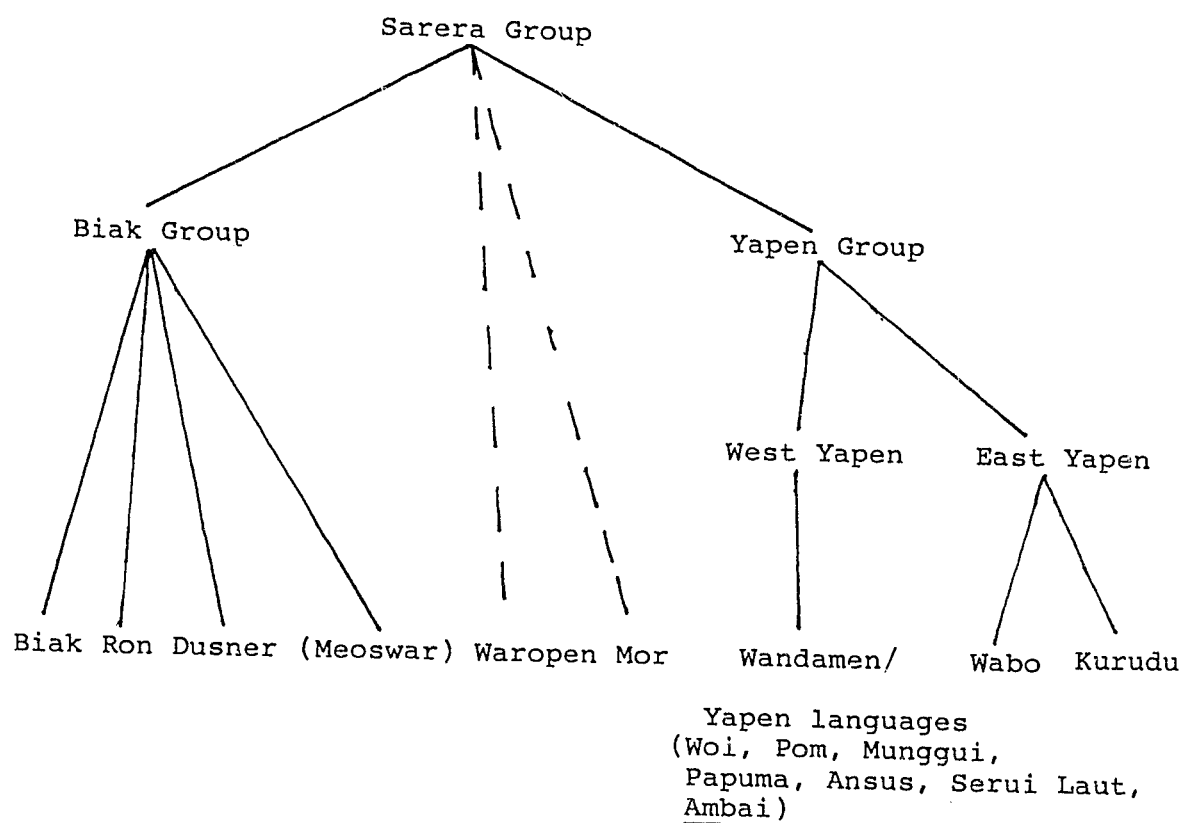 Sarera Group
Biak Group
Yapen Group
West Yapen
East Yapen
Biak Ron Dusner (Meoswar) Waropen Mor
Wandamen/
Wabo Kurudu
Yapen languages
(Woi, Pom, Munggui,
Papuma, Ansus, Serui Laut,
Ambai)